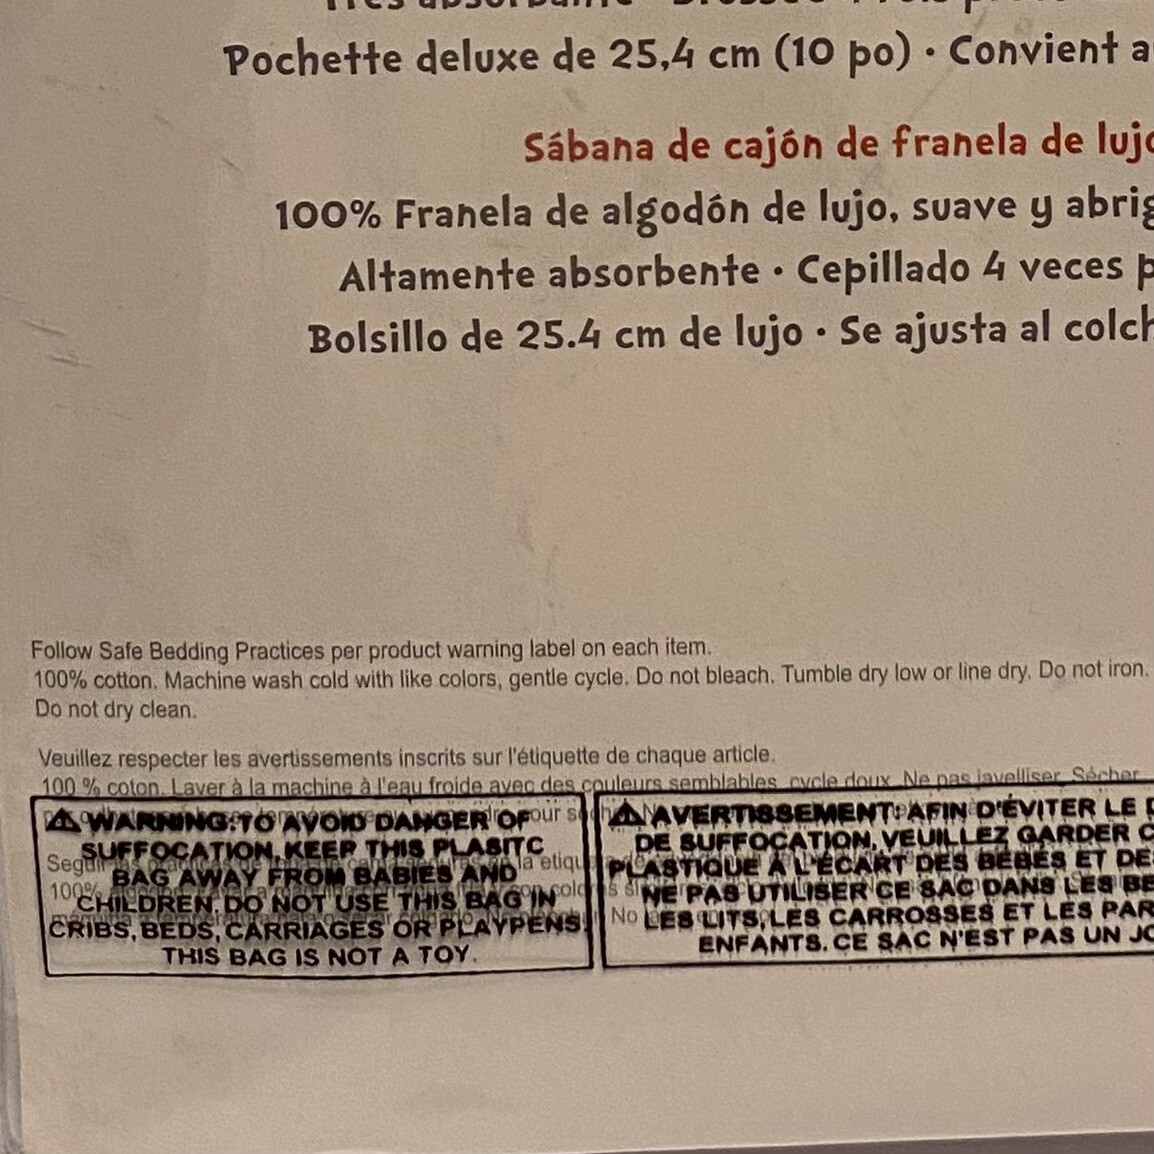 Très absorbante
Pochette deluxe de 25,4 cm (10 po) • Convient a
Sábana de cajón de franela de lujo
100% Franela de algodón de lujo, suave y abrig
Altamente absorbente • Cepillado 4 veces p
Bolsillo de 25.4 cm de lujo • Se ajusta al colch
Follow Safe Bedding Practices per product warning label on each item.
100% cotton. Machine wash cold with like colors, gentle cycle. Do not bleach. Tumble dry low or line dry. Do not iron.
Do not dry clean.
Veuillez respecter les avertissements inscrits sur l'étiquette de chaque article.
100 % coton. Laver à la machine à l'eau froide avec des couleurs semblables, cycle doux. Ne pas javelliser. Sécher
⚠ WARNING:TO AVOID DANGER OF
SUFFOCATION, KEEP THIS PLASITC
BAG AWAY FROM BABIES AND
CHILDREN. DO NOT USE THIS BAG IN
CRIBS, BEDS, CARRIAGES OR PLAYPENS.
THIS BAG IS NOT A TOY.
⚠ AVERTISSEMENT: AFIN D'ÉVITER LE D
DE SUFFOCATION, VEUILLEZ GARDER C
PLASTIQUE À L'ÉCART DES BÉBÉS ET DE
NE PAS UTILISER CE SAC DANS LES BE
LES LITS, LES CARROSSES ET LES PAR
ENFANTS. CE SAC N'EST PAS UN JO